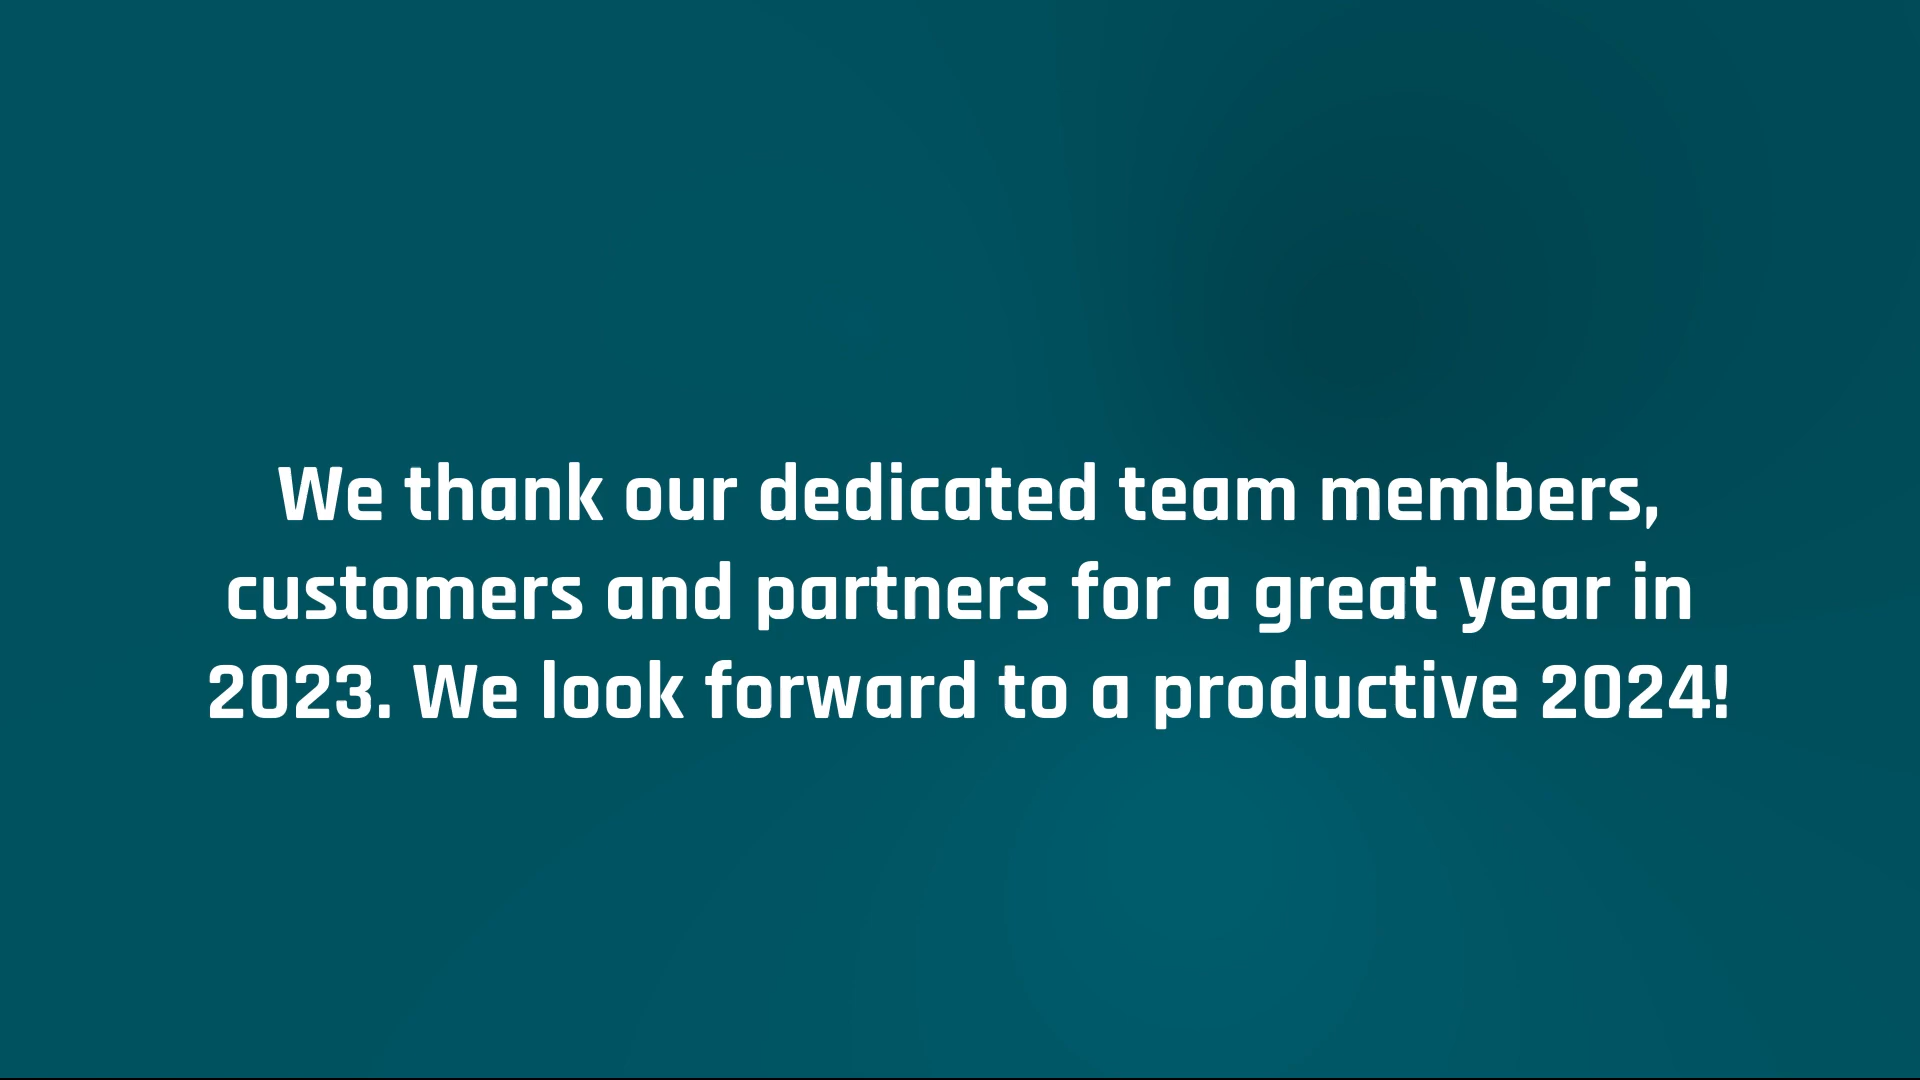 We thank our dedicated team members,
customers and partners for a great year in
2023. We look forward to a productive 2024!